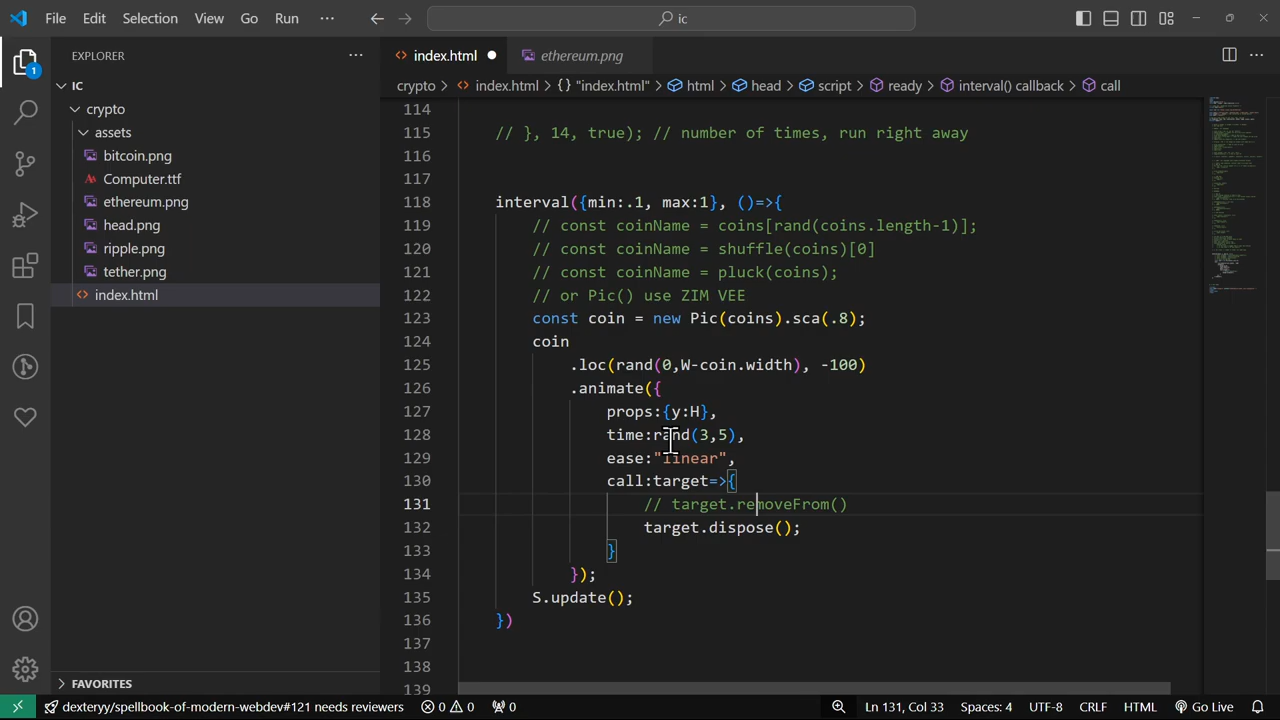 File Edit Selection View Go Run ··· ic
EXPLORER ···
IC
crypto
assets
bitcoin.png
Computer.ttf
ethereum.png
head.png
ripple.png
tether.png
index.html
FAVORITES
1
index.html ethereum.png
crypto > index.html > {} "index.html" > html > head > script > ready > interval() callback > call
114
115 // }, 14, true); // number of times, run right away
116
117
118 interval({min:.1, max:1}, ()=>{
119 // const coinName = coins[rand(coins.length-1)];
120 // const coinName = shuffle(coins)[0]
121 // const coinName = pluck(coins);
122 // or Pic() use ZIM VEE
123 const coin = new Pic(coins).sca(.8);
124 coin
125 .loc(rand(0,W-coin.width), -100)
126 .animate({
127 props:{y:H},
128 time:rand(3,5),
129 ease:"linear",
130 call:target=>{
131 // target.removeFrom()
132 target.dispose();
133 }
134 });
135 S.update();
136 })
137
138
139
dexteryy/spellbook-of-modern-webdev#121 needs reviewers 0 0 0 Ln 131, Col 33 Spaces: 4 UTF-8 CRLF HTML Go Live